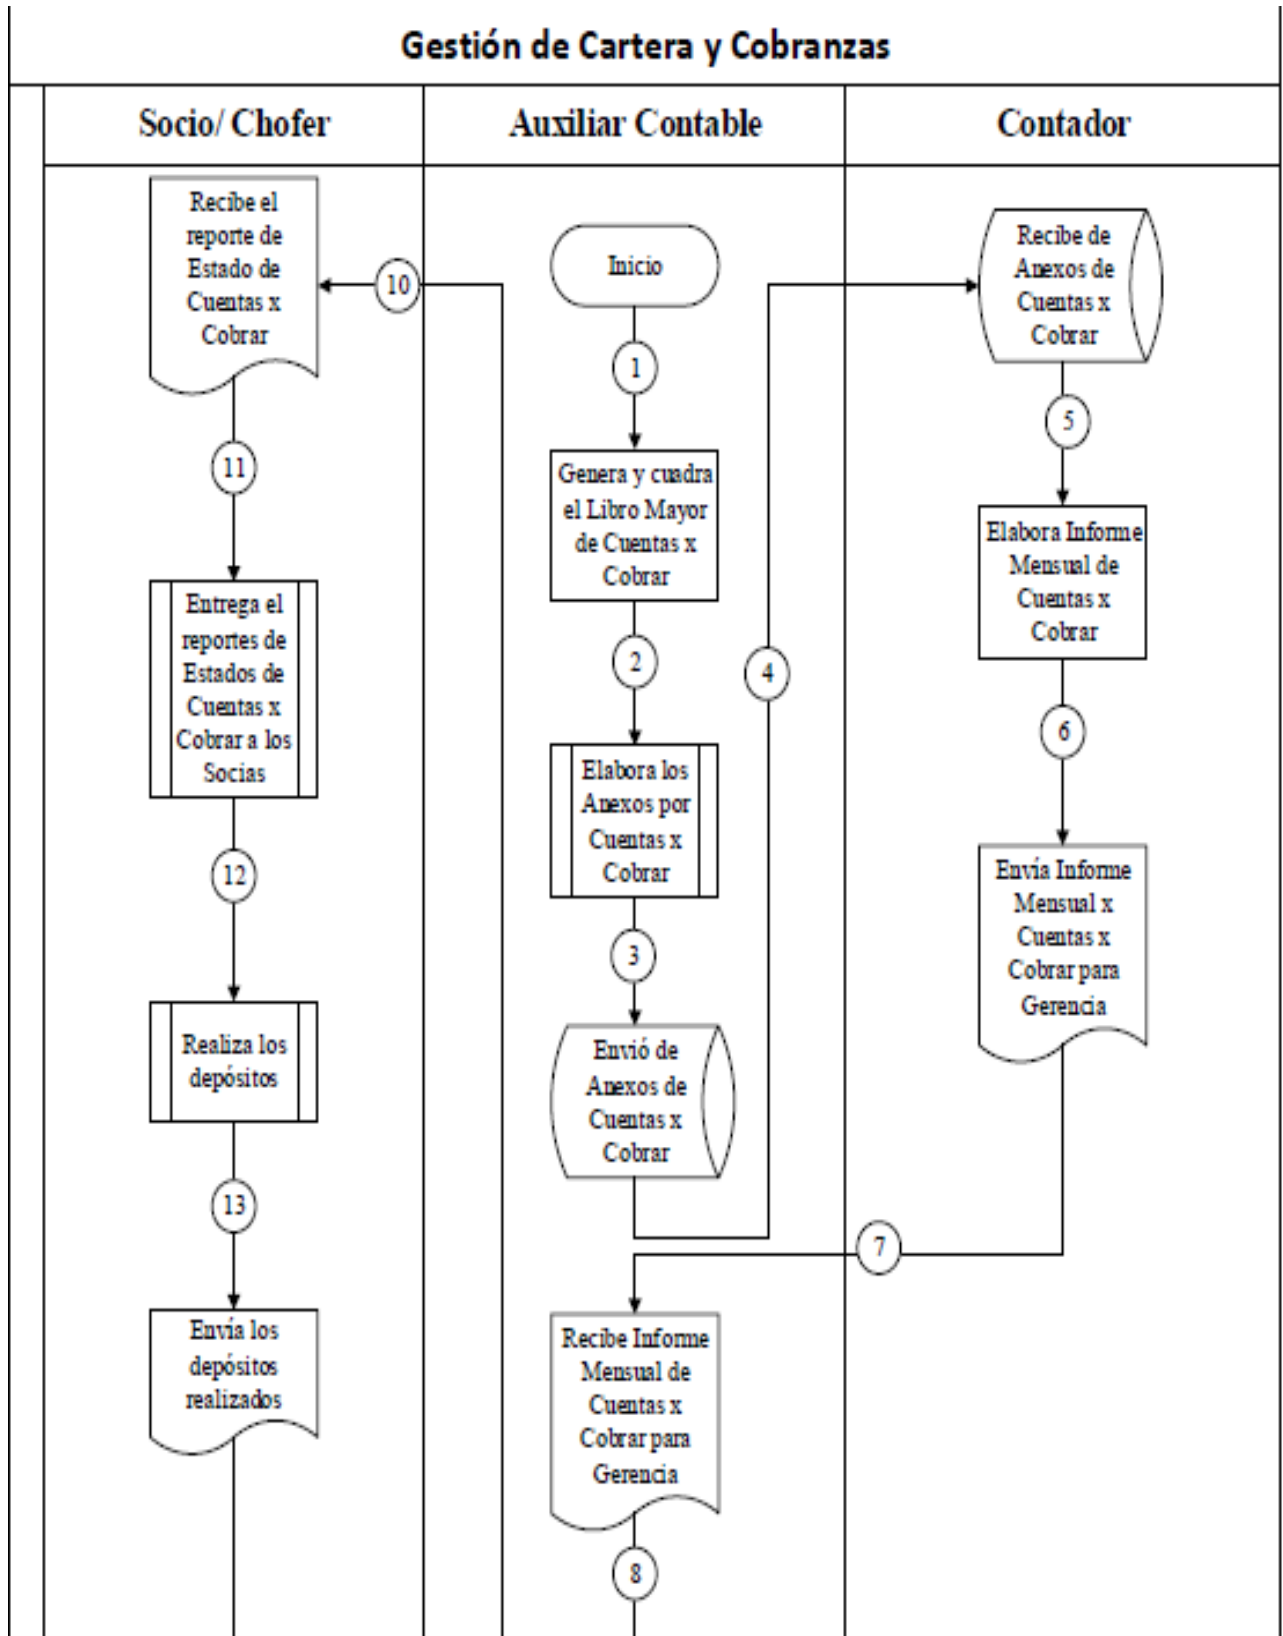 Gestión de Cartera y Cobranzas
Socio/ Chofer
Auxiliar Contable
Contador
Recibe el
reporte de
Estado de
Cuentas x
Cobrar
10
11
Entrega el
reportes de
Estados de
Cuentas x
Cobrar a los
Socias
12
Realiza los
depósitos
13
Envía los
depósitos
realizados
Inicio
1
Genera y cuadra
el Libro Mayor
de Cuentas x
Cobrar
2
Elabora los
Anexos por
Cuentas x
Cobrar
3
Envió de
Anexos de
Cuentas x
Cobrar
4
Recibe de
Anexos de
Cuentas x
Cobrar
5
Elabora Informe
Mensual de
Cuentas x
Cobrar
6
Envía Informe
Mensual x
Cuentas x
Cobrar para
Gerencia
7
Recibe Informe
Mensual de
Cuentas x
Cobrar para
Gerencia
8